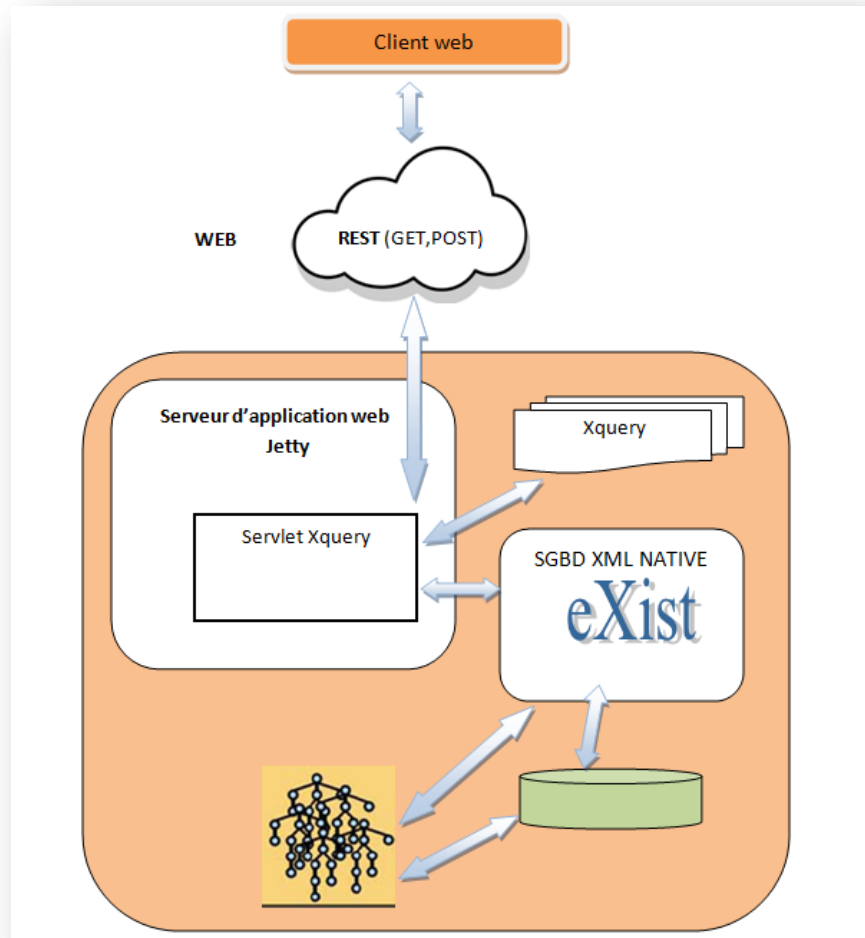 Client web
WEB
REST (GET,POST)
Serveur d'application web
Jetty
Xquery
Servlet Xquery
SGBD XML NATIVE
eXist